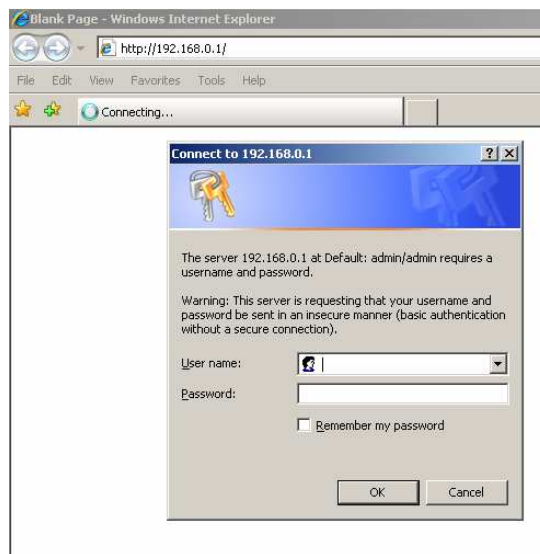 Blank Page - Windows Internet Explorer
http://192.168.0.1/
File Edit View Favorites Tools Help
Connecting...
Connect to 192.168.0.1
The server 192.168.0.1 at Default: admin/admin requires a
username and password.
Warning: This server is requesting that your username and
password be sent in an insecure manner (basic authentication
without a secure connection).
User name:
Password:
Remember my password
OK Cancel